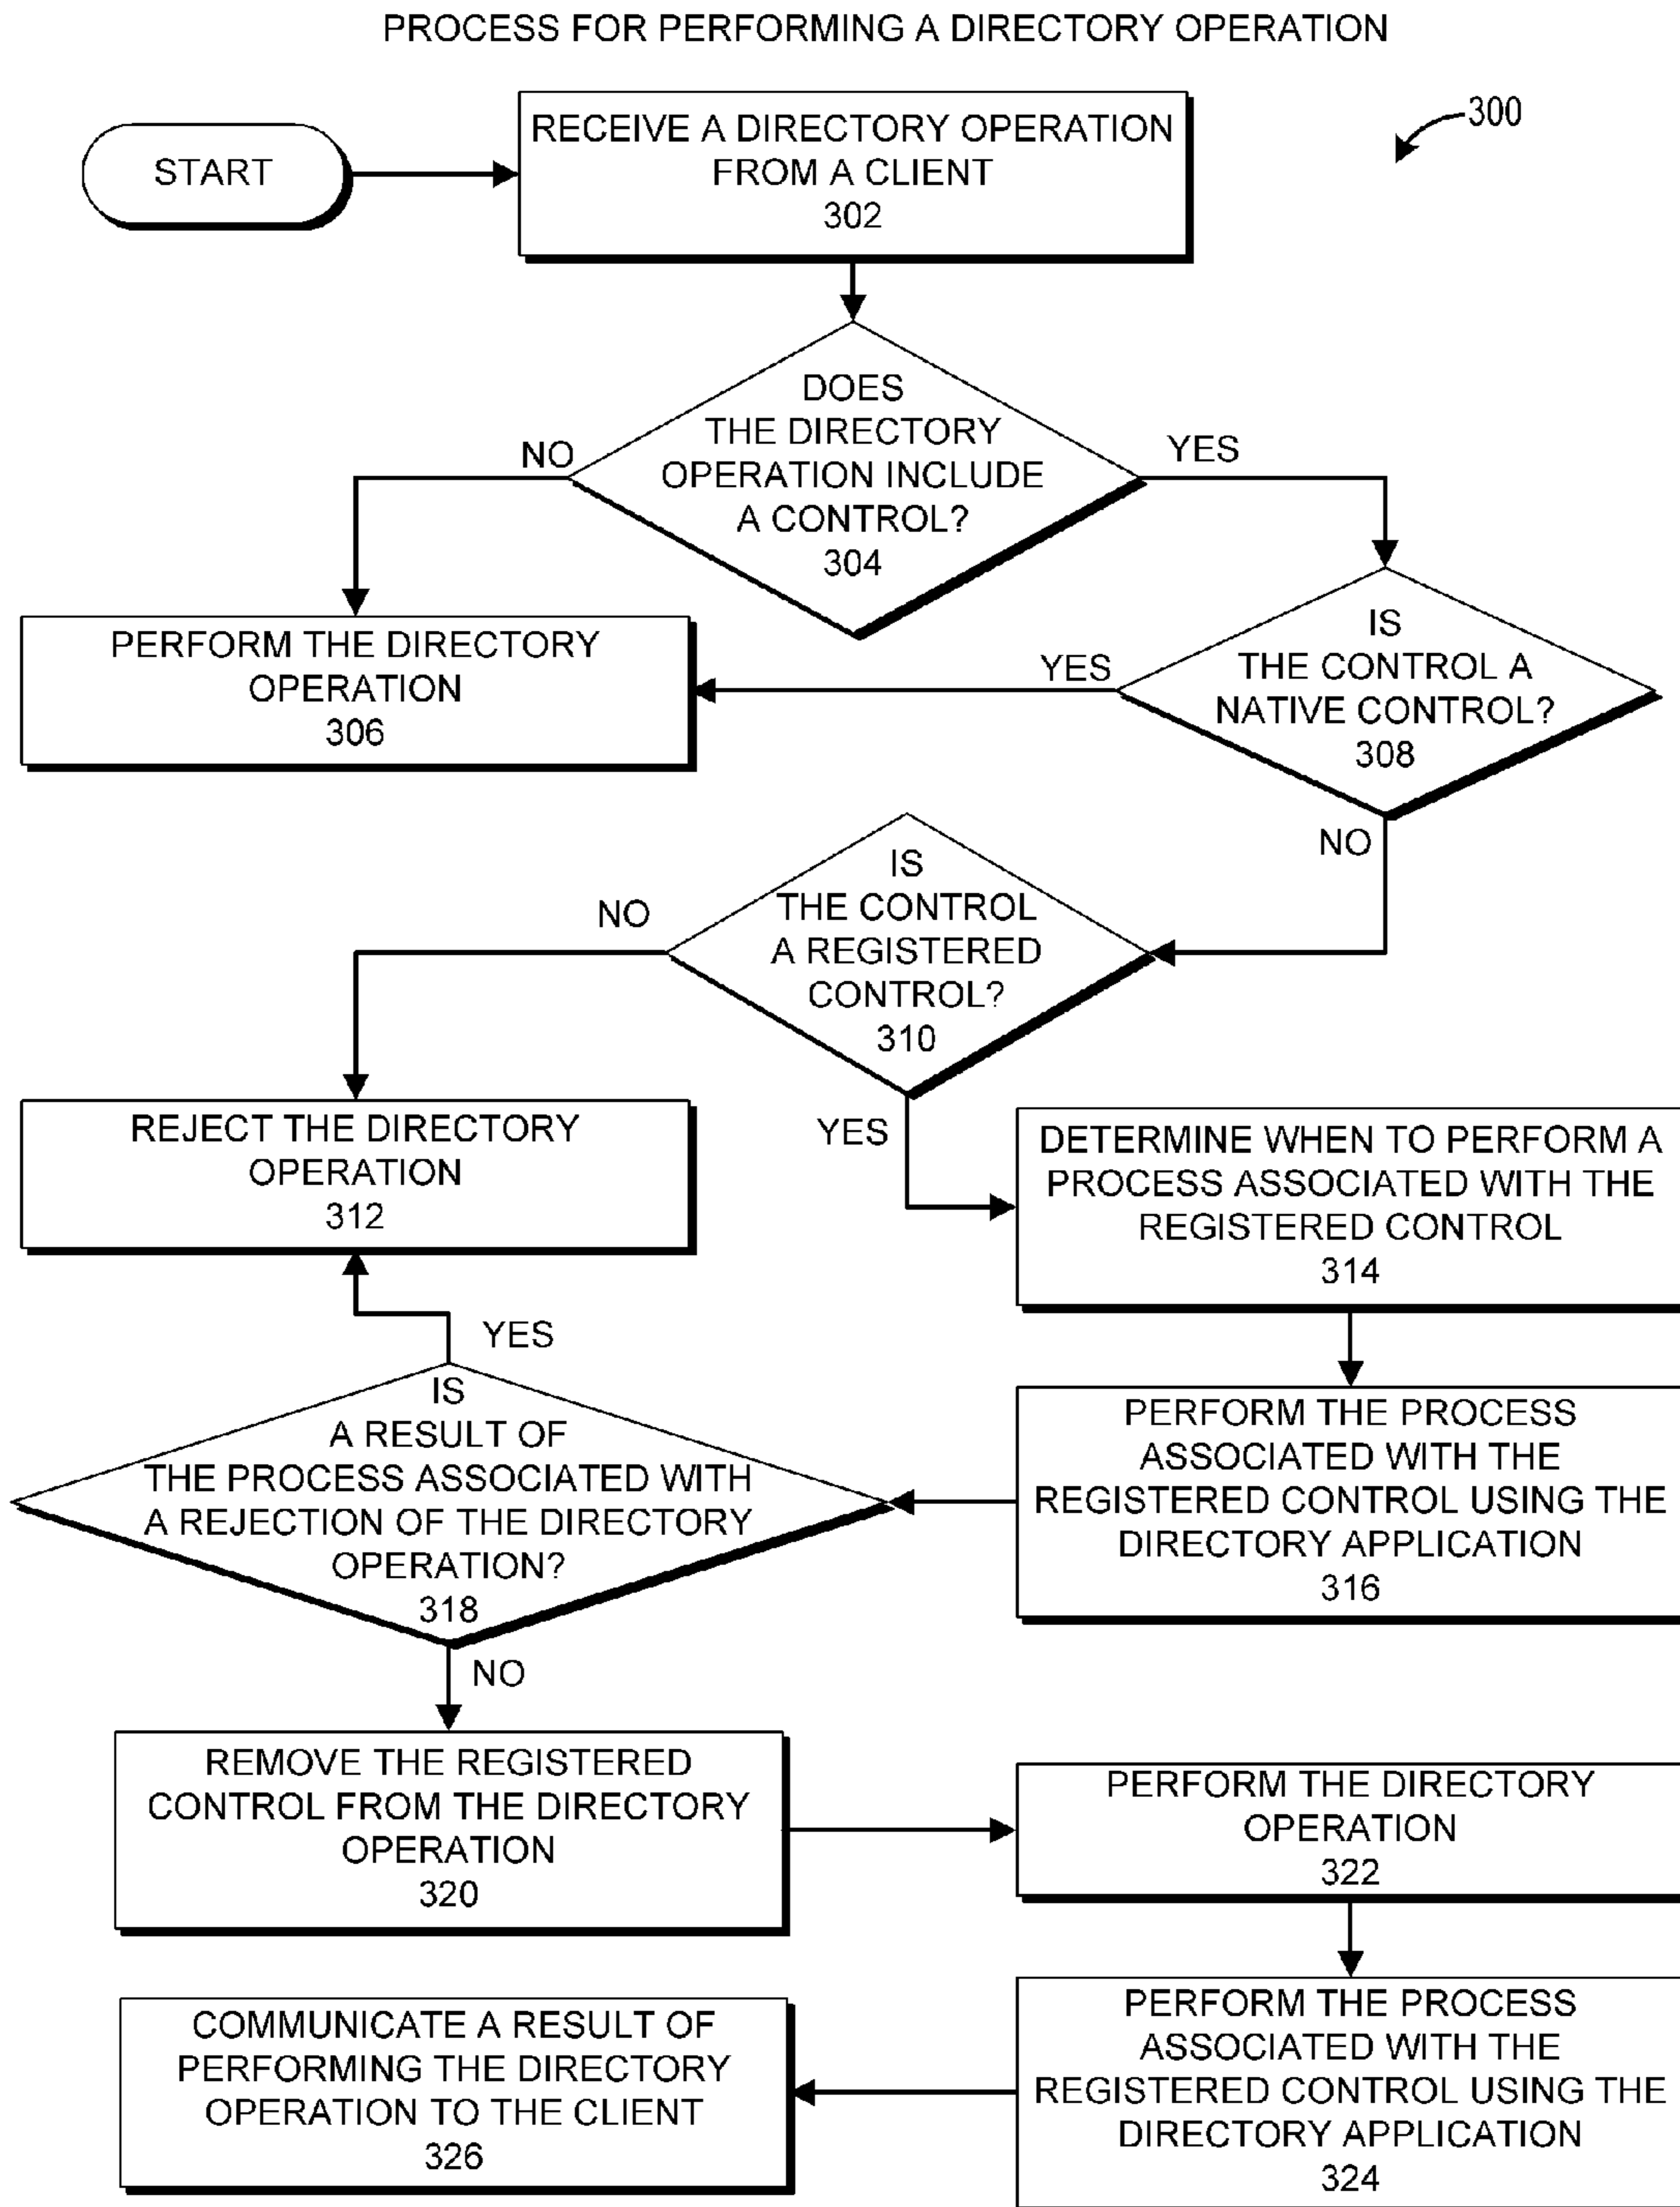 PROCESS FOR PERFORMING A DIRECTORY OPERATION
300
START
RECEIVE A DIRECTORY OPERATION
FROM A CLIENT
302
DOES
THE DIRECTORY
OPERATION INCLUDE
A CONTROL?
304
NO
YES
PERFORM THE DIRECTORY
OPERATION
306
YES
IS
THE CONTROL A
NATIVE CONTROL?
308
NO
IS
THE CONTROL
A REGISTERED
CONTROL?
310
NO
YES
REJECT THE DIRECTORY
OPERATION
312
DETERMINE WHEN TO PERFORM A
PROCESS ASSOCIATED WITH THE
REGISTERED CONTROL
314
YES
IS
A RESULT OF
THE PROCESS ASSOCIATED WITH
A REJECTION OF THE DIRECTORY
OPERATION?
318
PERFORM THE PROCESS
ASSOCIATED WITH THE
REGISTERED CONTROL USING THE
DIRECTORY APPLICATION
316
NO
REMOVE THE REGISTERED
CONTROL FROM THE DIRECTORY
OPERATION
320
PERFORM THE DIRECTORY
OPERATION
322
PERFORM THE PROCESS
ASSOCIATED WITH THE
REGISTERED CONTROL USING THE
DIRECTORY APPLICATION
324
COMMUNICATE A RESULT OF
PERFORMING THE DIRECTORY
OPERATION TO THE CLIENT
326